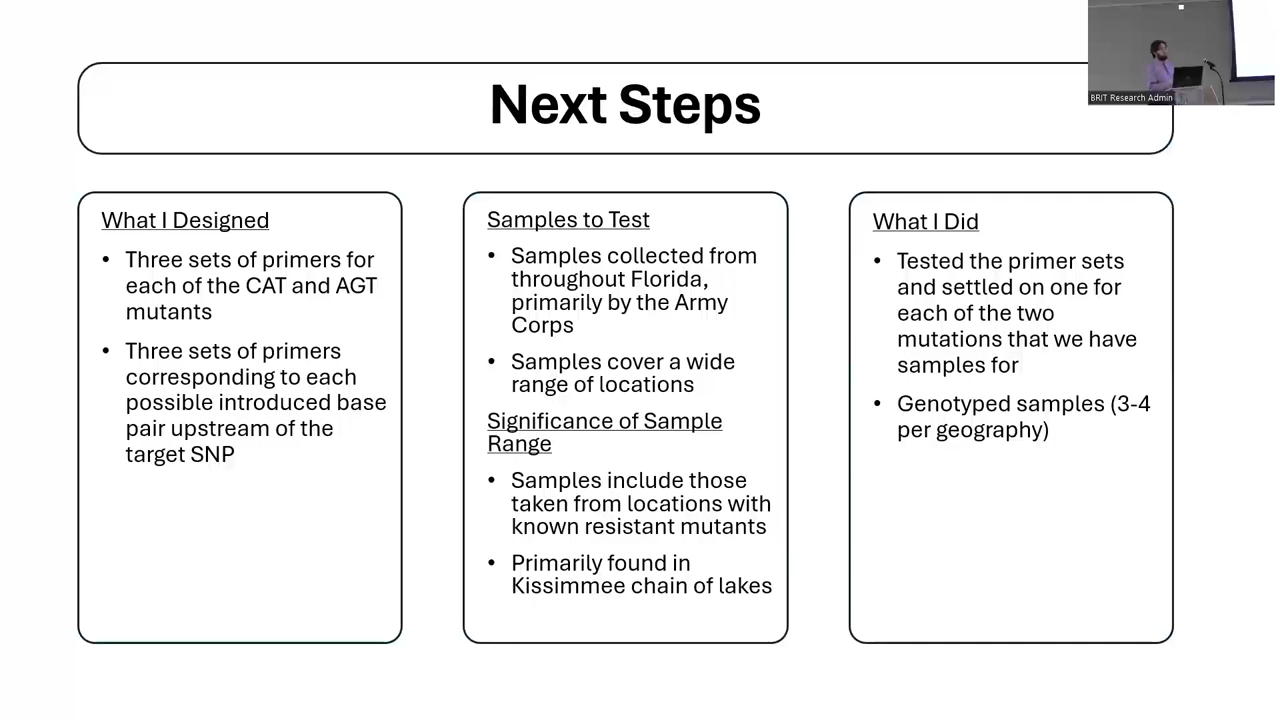 Next Steps
BRIT Research Admin
What I Designed
• Three sets of primers for
each of the CAT and AGT
mutants
• Three sets of primers
corresponding to each
possible introduced base
pair upstream of the
target SNP
Samples to Test
• Samples collected from
throughout Florida,
primarily by the Army
Corps
• Samples cover a wide
range of locations
Significance of Sample
Range
• Samples include those
taken from locations with
known resistant mutants
• Primarily found in
Kissimmee chain of lakes
What I Did
• Tested the primer sets
and settled on one for
each of the two
mutations that we have
samples for
• Genotyped samples (3-4
per geography)